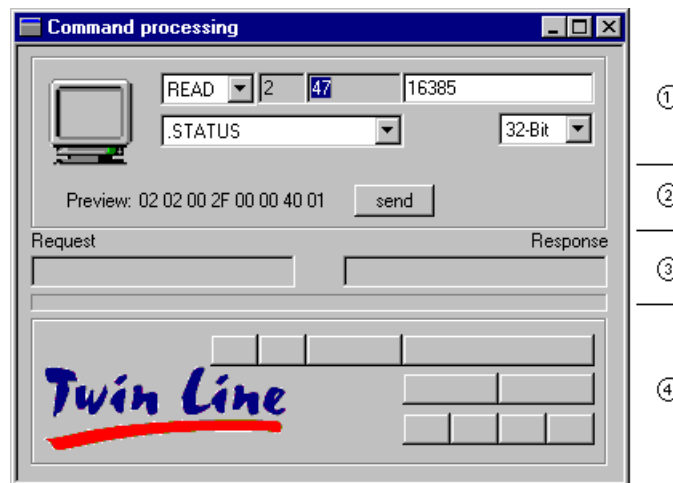 Command processing
READ 2 47 16385
.STATUS 32-Bit
Preview: 02 02 00 2F 00 00 40 01 send
Request Response
Twin Line
1
2
3
4